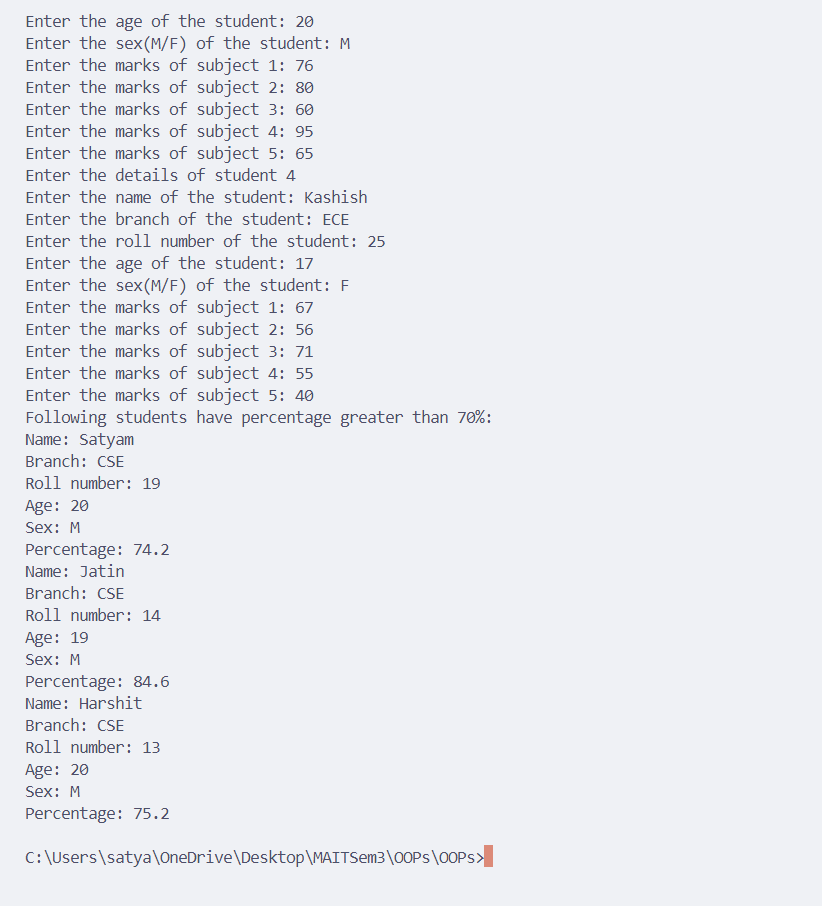 Enter the age of the student: 20
Enter the sex(M/F) of the student: M
Enter the marks of subject 1: 76
Enter the marks of subject 2: 80
Enter the marks of subject 3: 60
Enter the marks of subject 4: 95
Enter the marks of subject 5: 65
Enter the details of student 4
Enter the name of the student: Kashish
Enter the branch of the student: ECE
Enter the roll number of the student: 25
Enter the age of the student: 17
Enter the sex(M/F) of the student: F
Enter the marks of subject 1: 67
Enter the marks of subject 2: 56
Enter the marks of subject 3: 71
Enter the marks of subject 4: 55
Enter the marks of subject 5: 40
Following students have percentage greater than 70%:
Name: Satyam
Branch: CSE
Roll number: 19
Age: 20
Sex: M
Percentage: 74.2
Name: Jatin
Branch: CSE
Roll number: 14
Age: 19
Sex: M
Percentage: 84.6
Name: Harshit
Branch: CSE
Roll number: 13
Age: 20
Sex: M
Percentage: 75.2
C:\Users\satya\OneDrive\Desktop\MAITSem3\OOPs\OOPs>